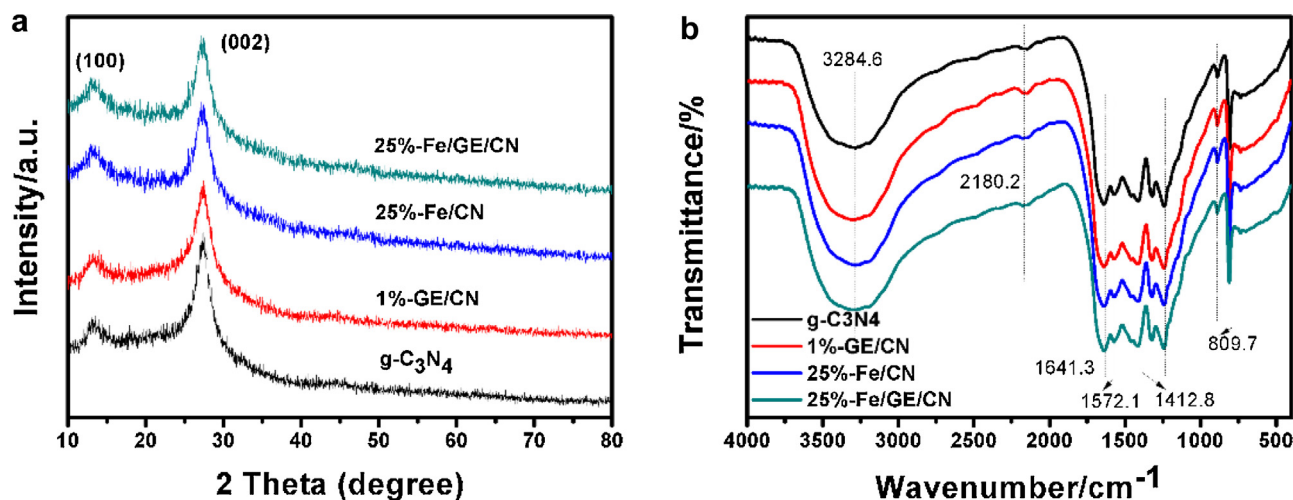 a
Intensity/a.u.
(100)
(002)
25%-Fe/GE/CN
25%-Fe/CN
1%-GE/CN
g-C₃N₄
10 20 30 40 50 60 70 80
2 Theta (degree)
b
Transmittance/%
3284.6
2180.2
g-C3N4
1%-GE/CN
25%-Fe/CN
25%-Fe/GE/CN
1641.3
1572.1
1412.8
809.7
4000 3500 3000 2500 2000 1500 1000 500
Wavenumber/cm⁻¹